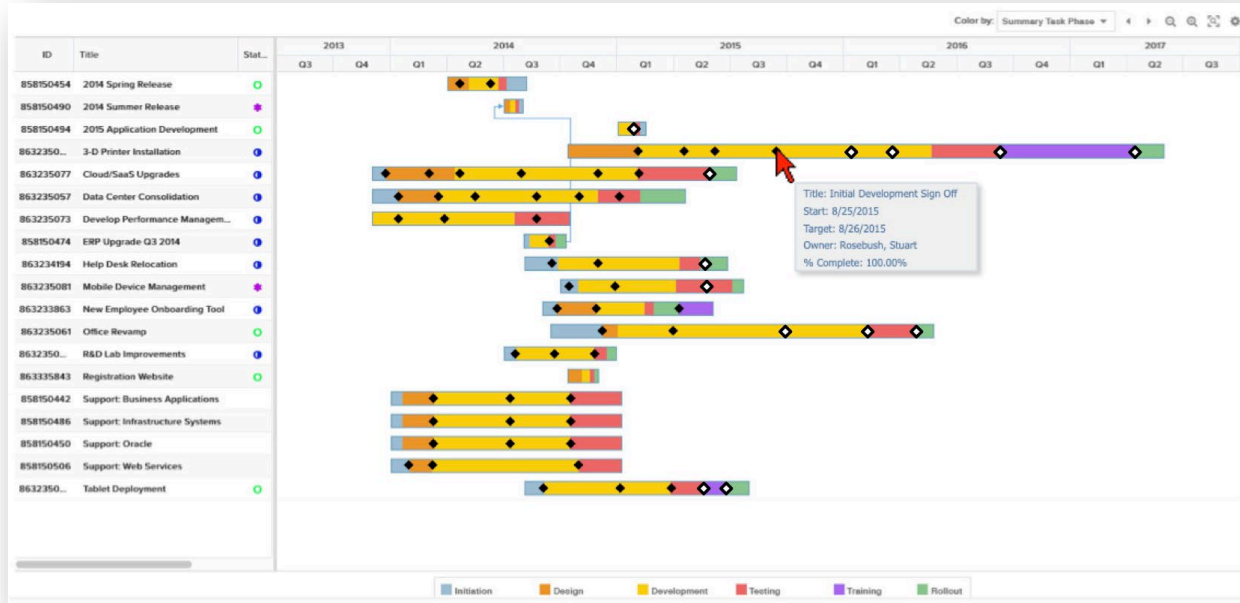 Color by: Summary Task Phase
2013 2014 2015 2016 2017
ID Title Stat...
Q3 Q4 Q1 Q2 Q3 Q4 Q1 Q2 Q3 Q4 Q1 Q2 Q3 Q4 Q1 Q2 Q3
858150454 2014 Spring Release
858150490 2014 Summer Release
858150494 2015 Application Development
8632350... 3-D Printer Installation
863235077 Cloud/SaaS Upgrades
863235057 Data Center Consolidation
863235073 Develop Performance Managem...
858150474 ERP Upgrade Q3 2014
863234194 Help Desk Relocation
863235081 Mobile Device Management
863233863 New Employee Onboarding Tool
863235061 Office Revamp
8632350... R&D Lab Improvements
863335843 Registration Website
858150442 Support: Business Applications
858150486 Support: Infrastructure Systems
858150450 Support: Oracle
858150506 Support: Web Services
8632350... Tablet Deployment
Title: Initial Development Sign Off
Start: 8/25/2015
Target: 8/26/2015
Owner: Rosebush, Stuart
% Complete: 100.00%
Initiation Design Development Testing Training Rollout